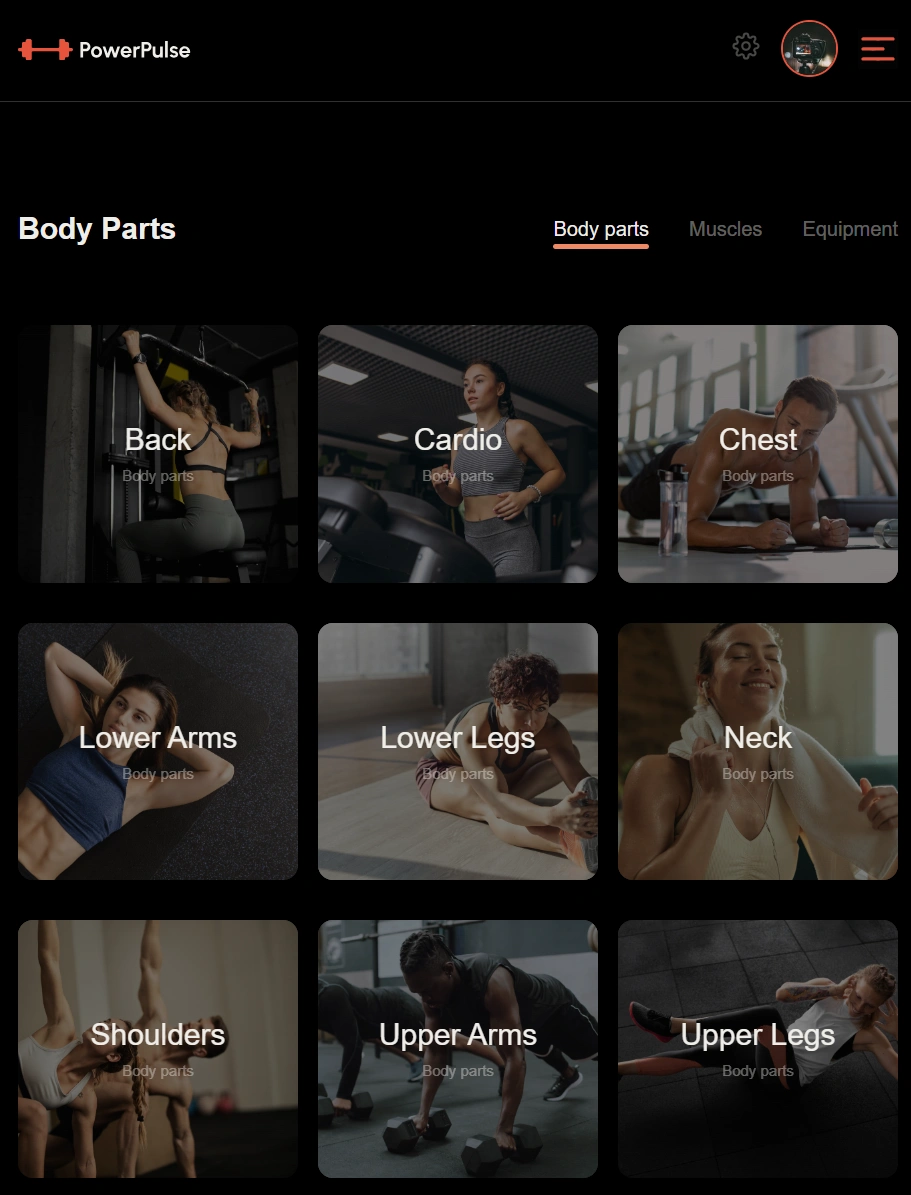 PowerPulse
Body Parts
Body parts Muscles Equipment
Back
Body parts
Cardio
Body parts
Chest
Body parts
Lower Arms
Body parts
Lower Legs
Body parts
Neck
Body parts
Shoulders
Body parts
Upper Arms
Body parts
Upper Legs
Body parts